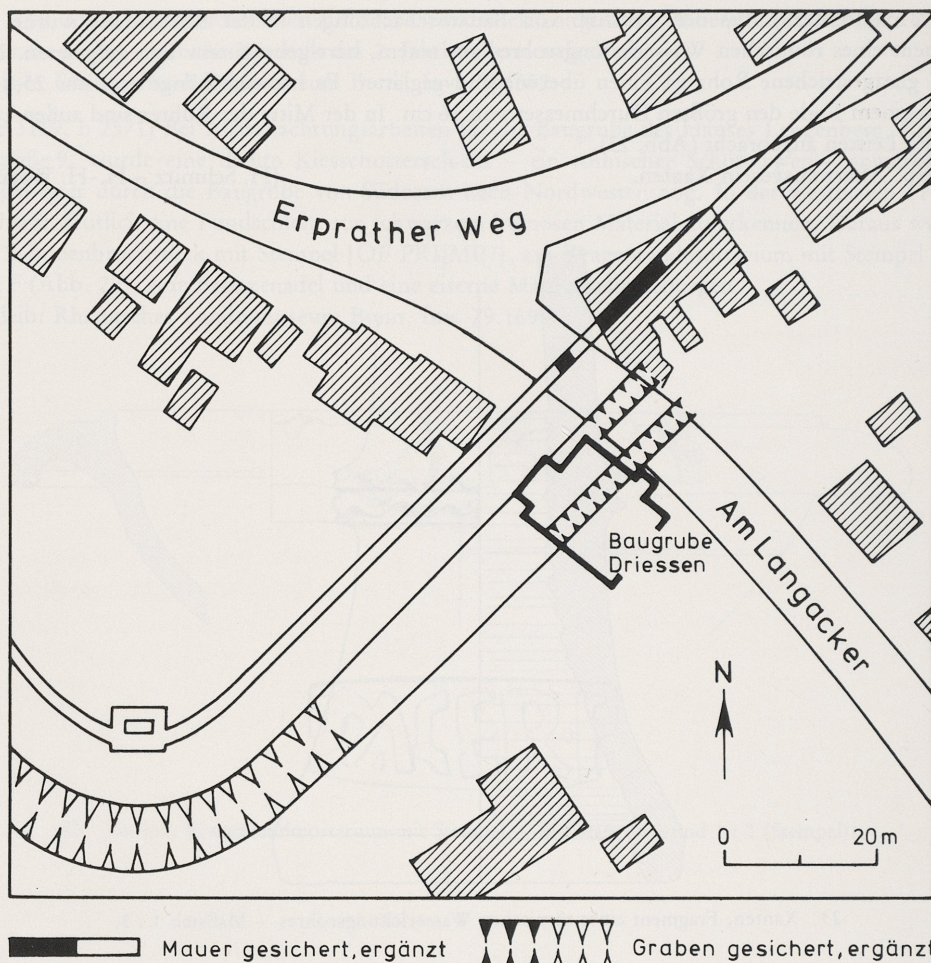 Erprather Weg
Am Langacker
Baugrube
Driessen
N
0 20m
Mauer gesichert, ergänzt
Graben gesichert, ergänzt